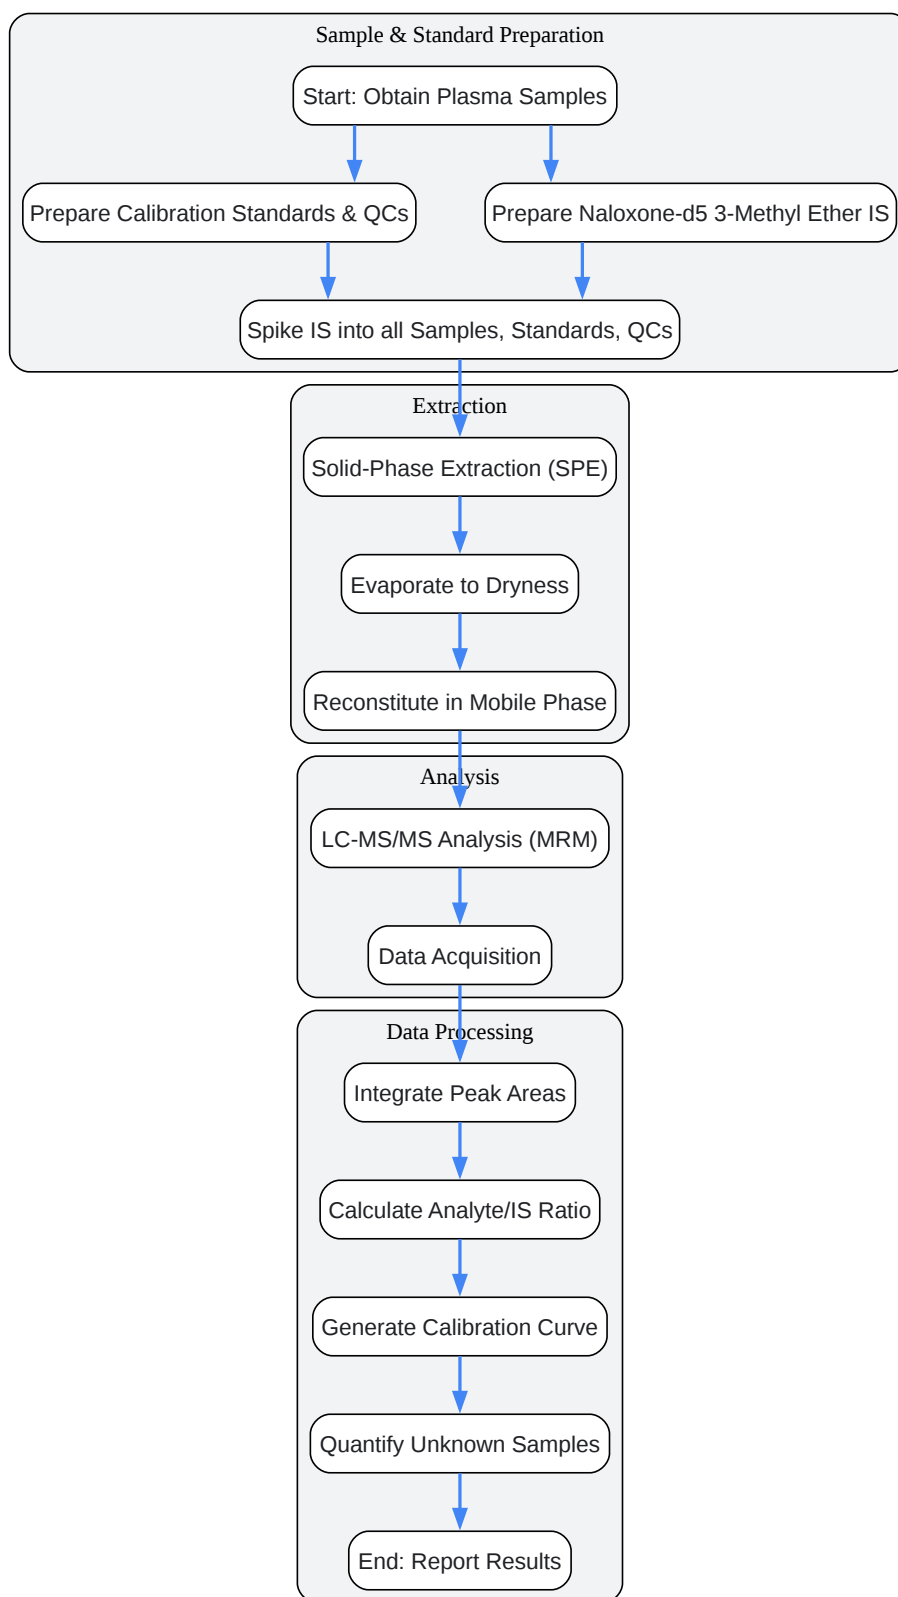 Sample & Standard Preparation
Start: Obtain Plasma Samples
Prepare Calibration Standards & QCs
Prepare Naloxone-d5 3-Methyl Ether IS
Spike IS into all Samples, Standards, QCs
Extraction
Solid-Phase Extraction (SPE)
Evaporate to Dryness
Reconstitute in Mobile Phase
Analysis
LC-MS/MS Analysis (MRM)
Data Acquisition
Data Processing
Integrate Peak Areas
Calculate Analyte/IS Ratio
Generate Calibration Curve
Quantify Unknown Samples
End: Report Results